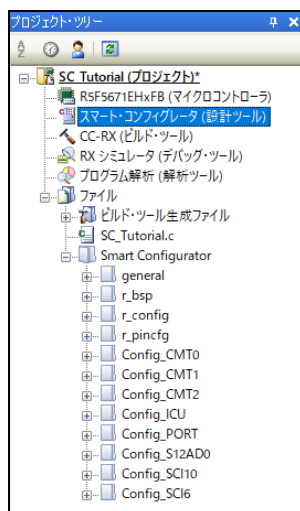 プロジェクト・ツリー
SC_Tutorial (プロジェクト)*
R5F5671EHxFB (マイクロコントローラ)
スマート・コンフィグレータ (設計ツール)
CC-RX (ビルド・ツール)
RX シミュレータ (デバッグ・ツール)
プログラム解析 (解析ツール)
ファイル
ビルド・ツール生成ファイル
SC_Tutorial.c
Smart Configurator
general
r_bsp
r_config
r_pincfg
Config_CMT0
Config_CMT1
Config_CMT2
Config_ICU
Config_PORT
Config_S12AD0
Config_SCI10
Config_SCI6